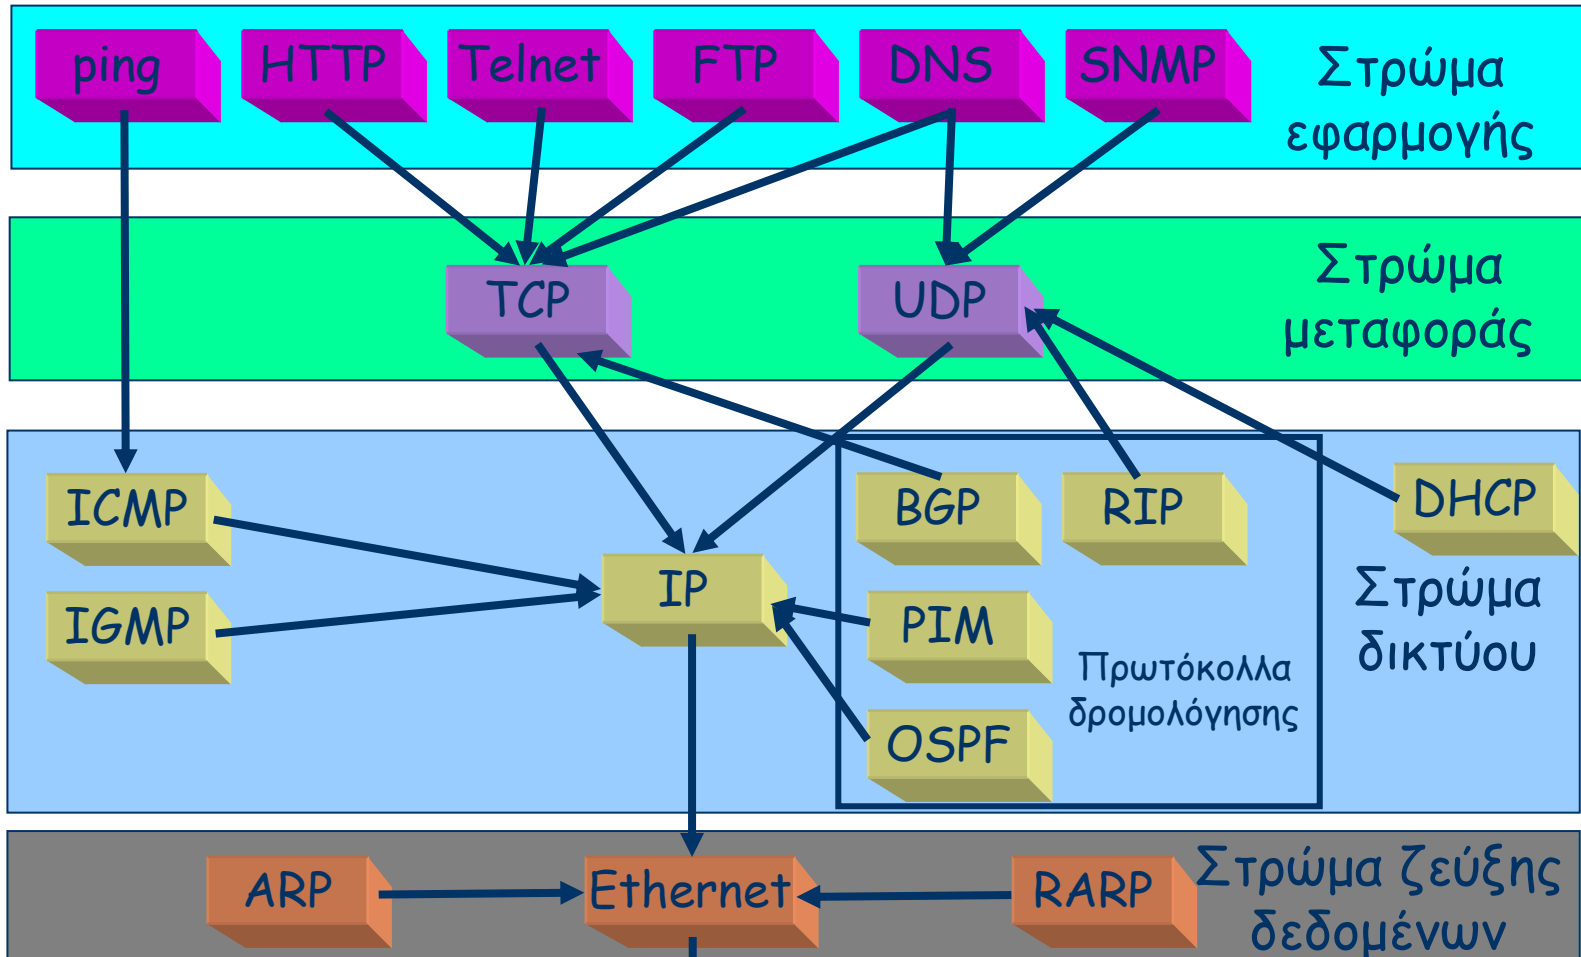 ping HTTP Telnet FTP DNS SNMP
Στρώμα
εφαρμογής
Στρώμα
μεταφοράς
TCP UDP
ICMP BGP RIP DHCP
IGMP IP PIM
Στρώμα
δικτύου
Πρωτόκολλα
δρομολόγησης
OSPF
ARP Ethernet RARP
Στρώμα ζεύξης
δεδομένων